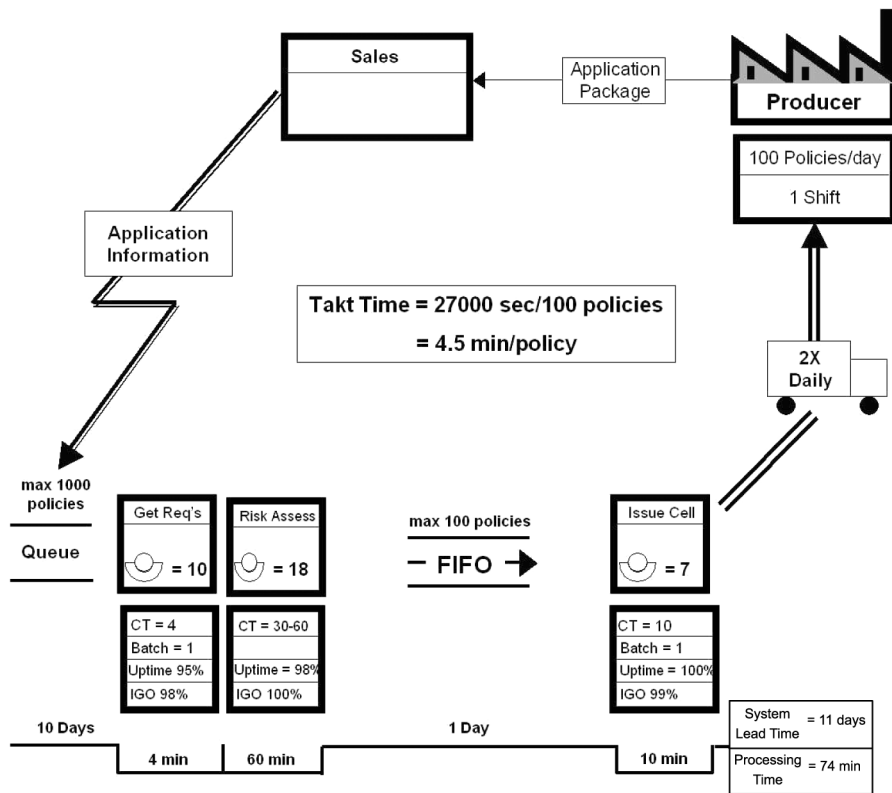 Sales
Application
Package
Producer
100 Policies/day
1 Shift
Application
Information
Takt Time = 27000 sec/100 policies
= 4.5 min/policy
2X
Daily
max 1000
policies
Queue
Get Req's
= 10
Risk Assess
= 18
max 100 policies
FIFO
Issue Cell
= 7
CT = 4
Batch = 1
Uptime 95%
IGO 98%
CT = 30-60
Uptime = 98%
IGO 100%
CT = 10
Batch = 1
Uptime = 100%
IGO 99%
10 Days
4 min
60 min
1 Day
10 min
System
Lead Time = 11 days
Processing
Time = 74 min